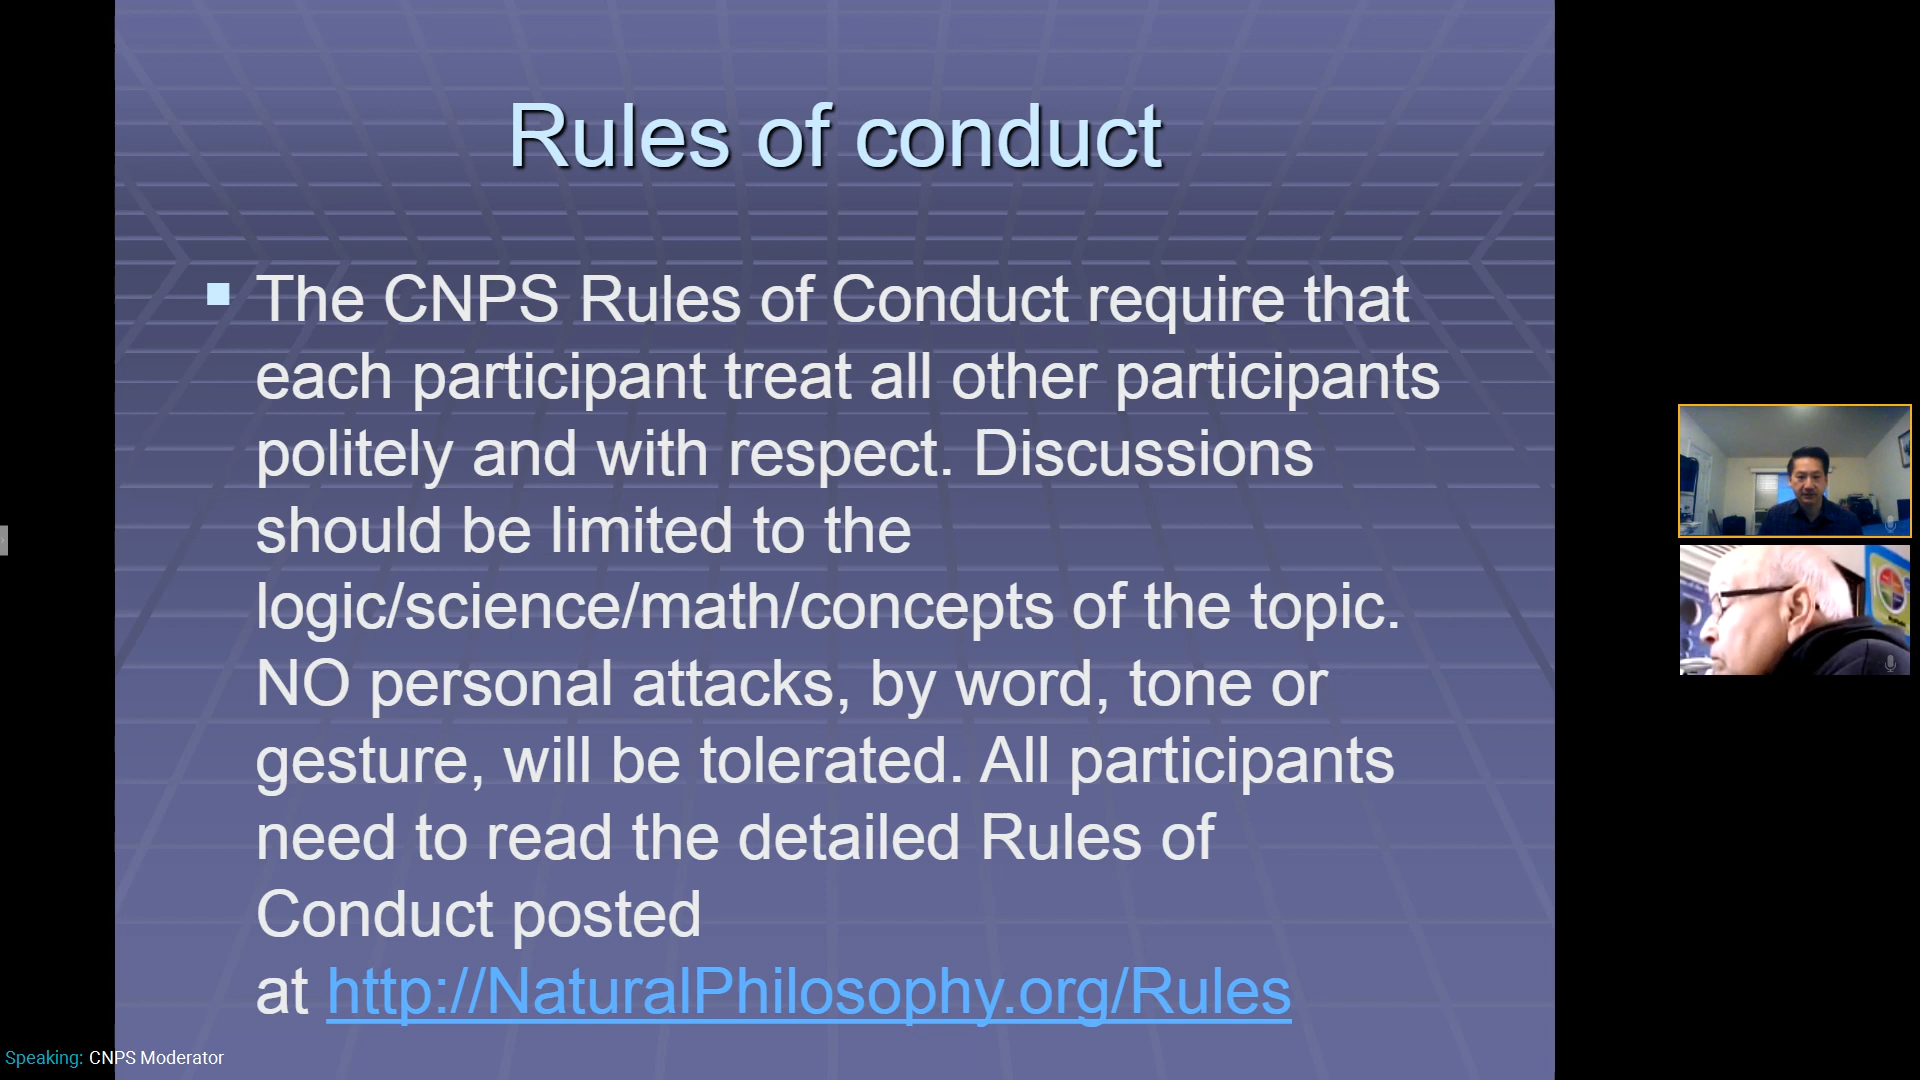 Rules of conduct
The CNPS Rules of Conduct require that
each participant treat all other participants
politely and with respect. Discussions
should be limited to the
logic/science/math/concepts of the topic.
NO personal attacks, by word, tone or
gesture, will be tolerated. All participants
need to read the detailed Rules of
Conduct posted
at http://NaturalPhilosophy.org/Rules
Speaking: CNPS Moderator